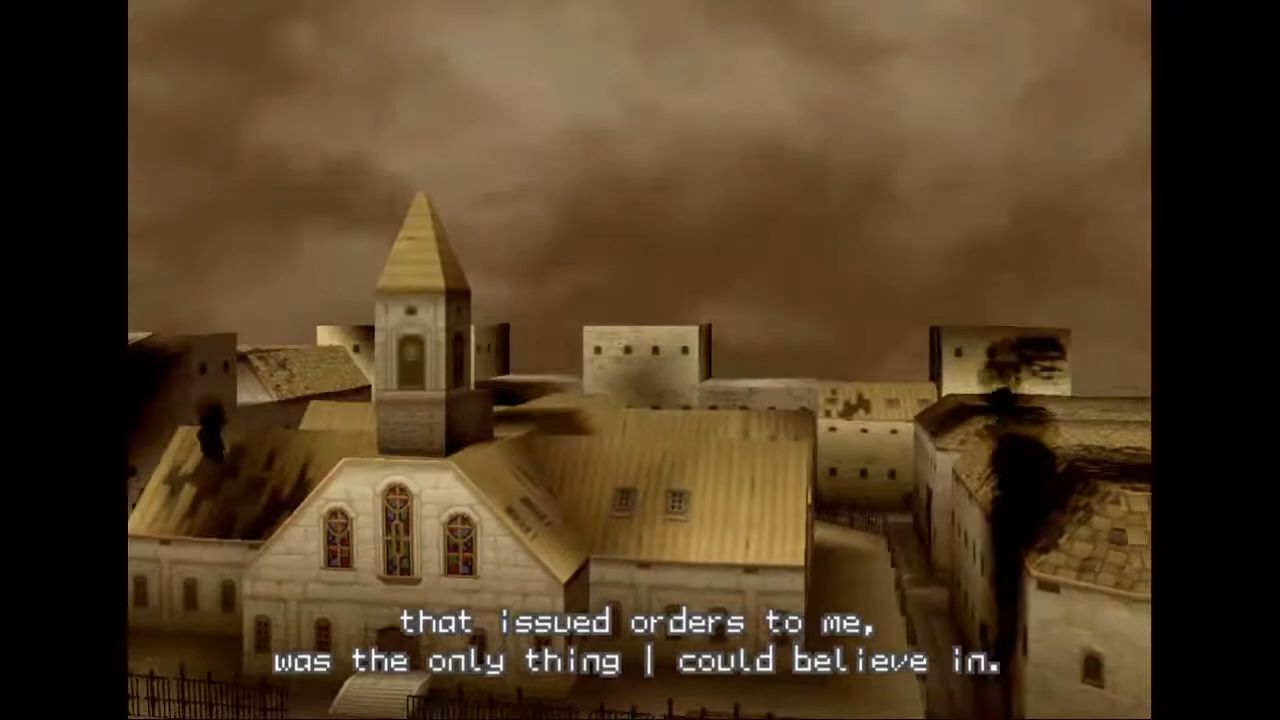 that issued orders to me,
was the only thing I could believe in.